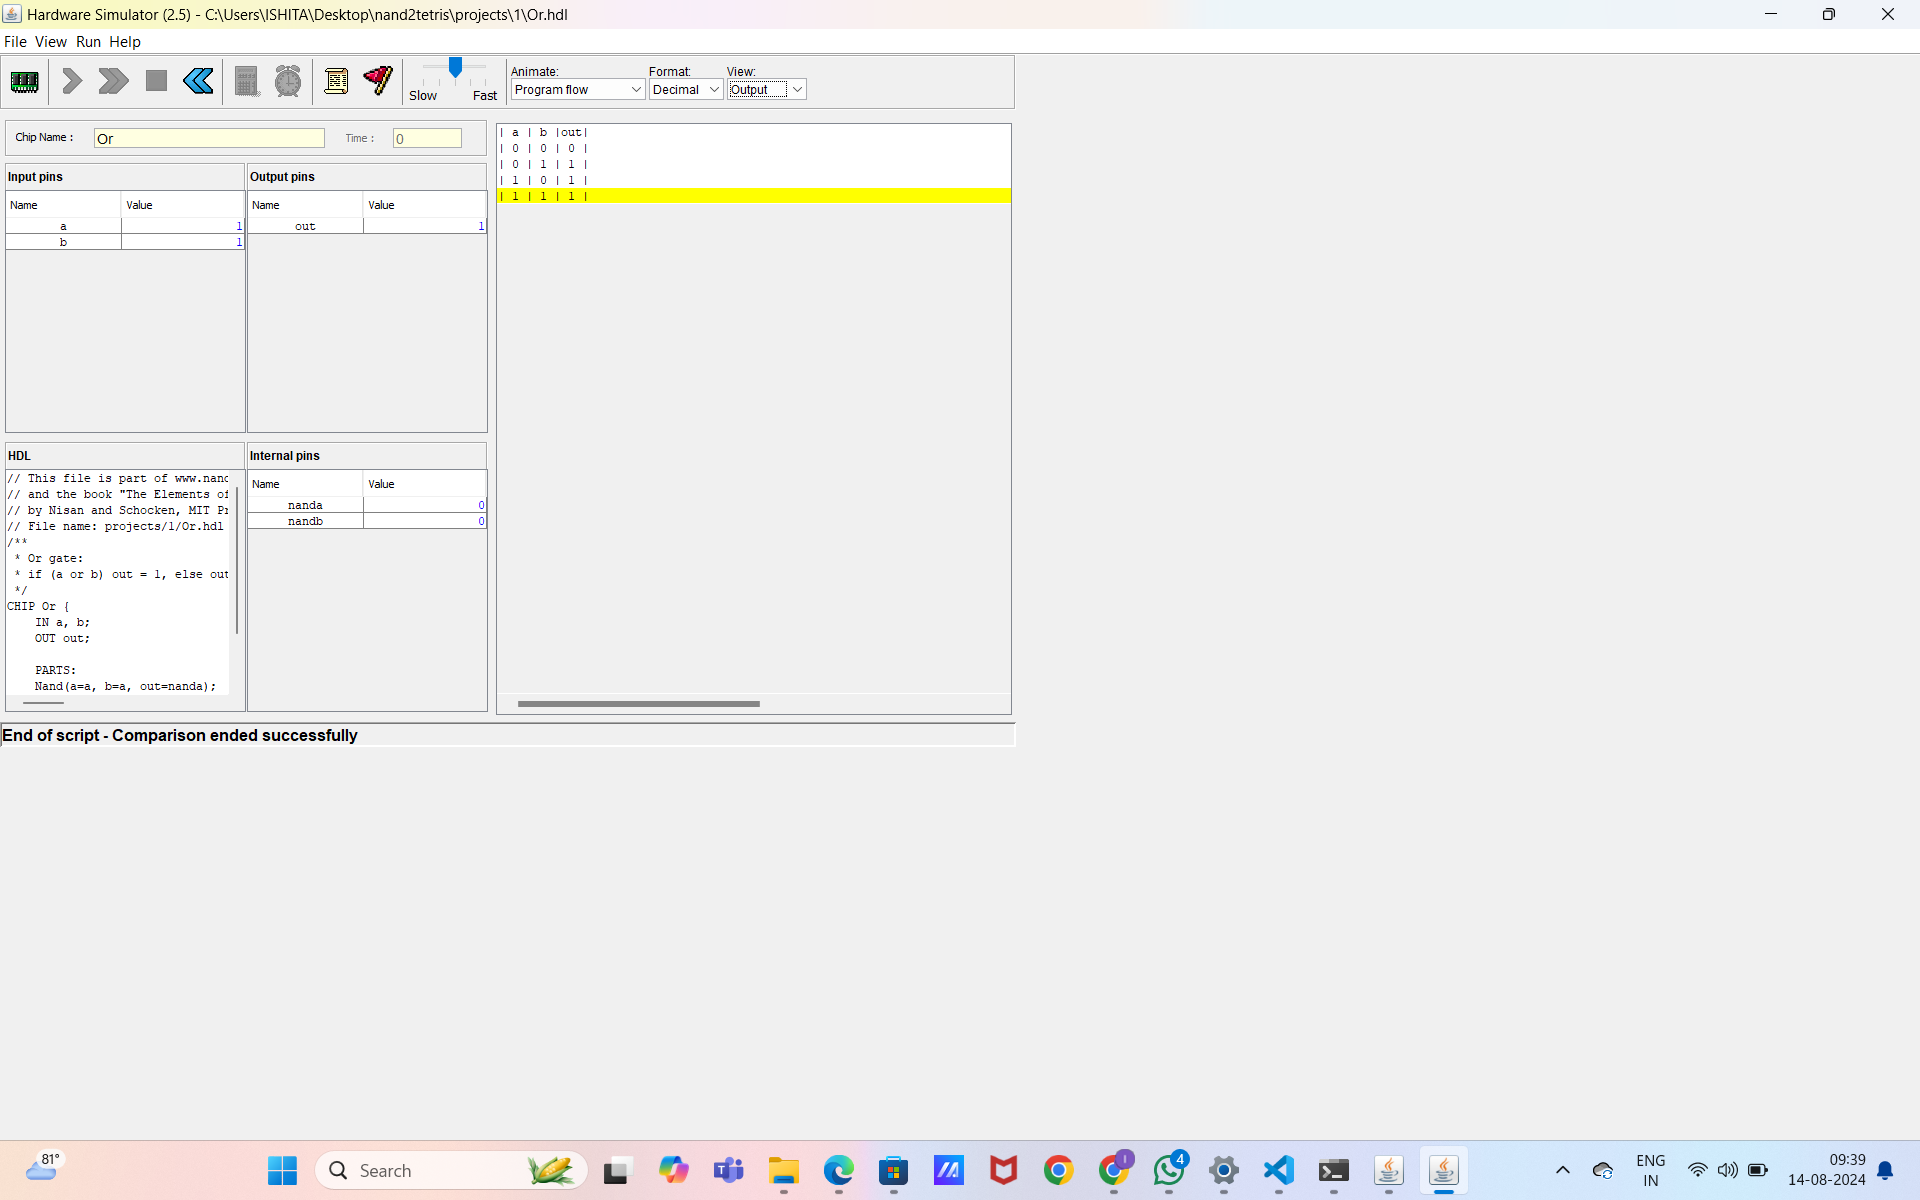 Hardware Simulator (2.5) - C:\Users\ISHITA\Desktop\nand2tetris\projects\1\Or.hdl
File View Run Help
Slow Fast
Animate: Format: View:
Program flow Decimal Output
Chip Name : Or Time : 0
Input pins
Name Value
a 1
b 1
Output pins
Name Value
out 1
| a | b |out|
| 0 | 0 | 0 |
| 0 | 1 | 1 |
| 1 | 0 | 1 |
| 1 | 1 | 1 |
HDL
// This file is part of www.nand
// and the book "The Elements of
// by Nisan and Schocken, MIT Pr
// File name: projects/1/Or.hdl
/**
* Or gate:
* if (a or b) out = 1, else out
*/
CHIP Or {
IN a, b;
OUT out;
PARTS:
Nand(a=a, b=a, out=nanda);
Internal pins
Name Value
nanda 0
nandb 0
End of script - Comparison ended successfully
81°
Search
4
ENG
IN
09:39
14-08-2024